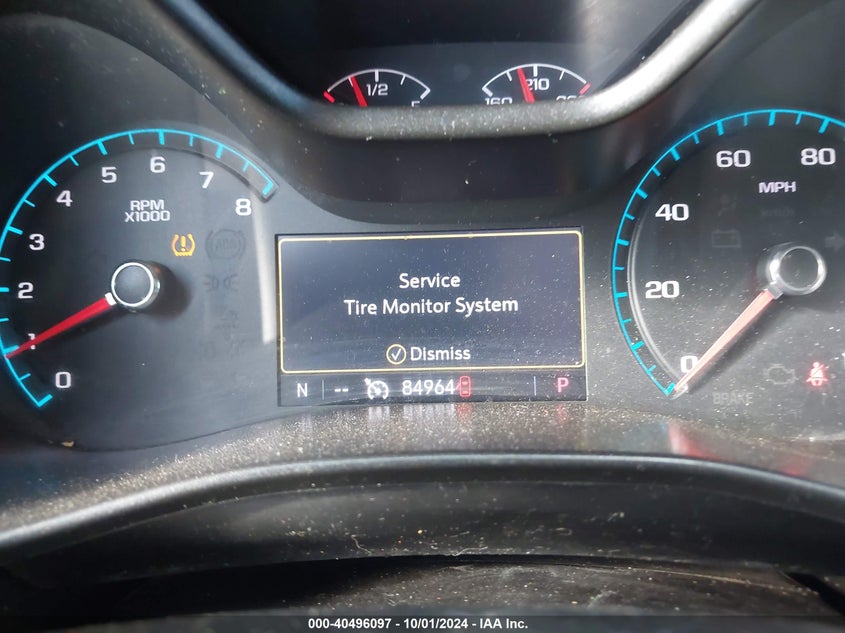 1/2
F
160
210
1
2
3
4
5
6
7
8
0
RPM
X1000
0
20
40
60
80
MPH
Service
Tire Monitor System
Dismiss
N
--
84964
P
BRAKE
000-40496097 - 10/01/2024 - IAA Inc.